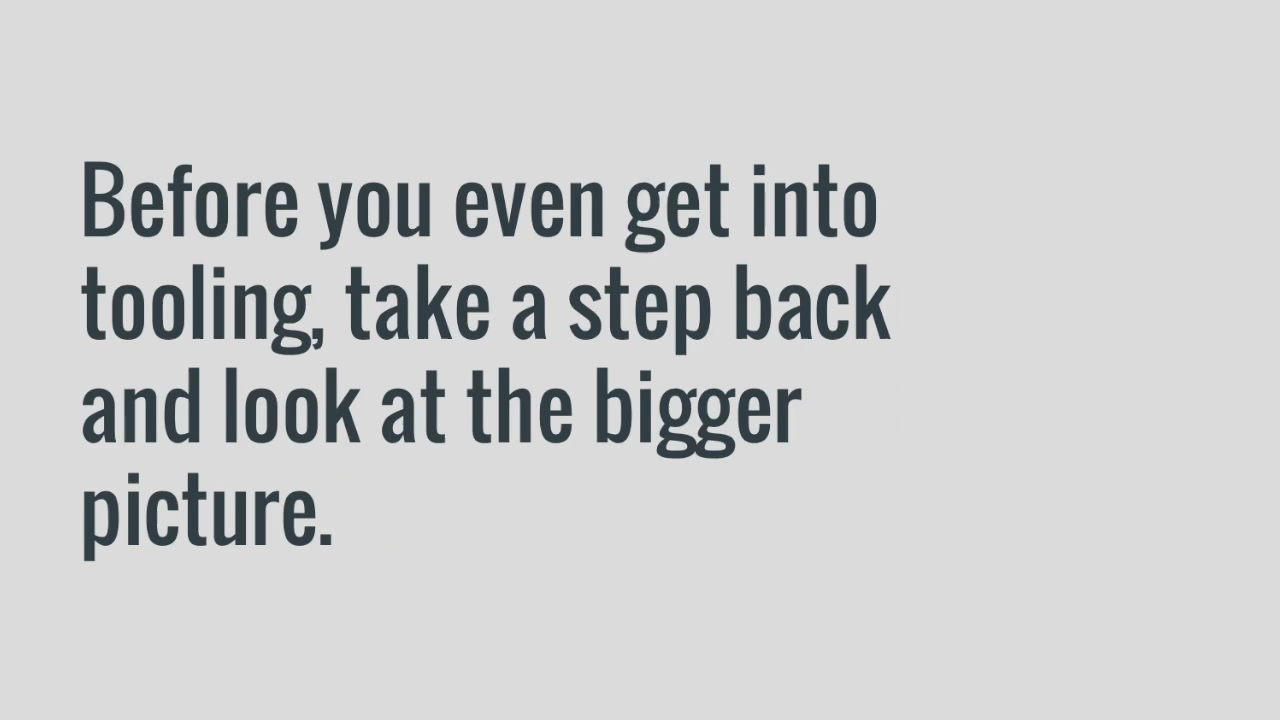 Before you even get into
tooling, take a step back
and look at the bigger
picture.